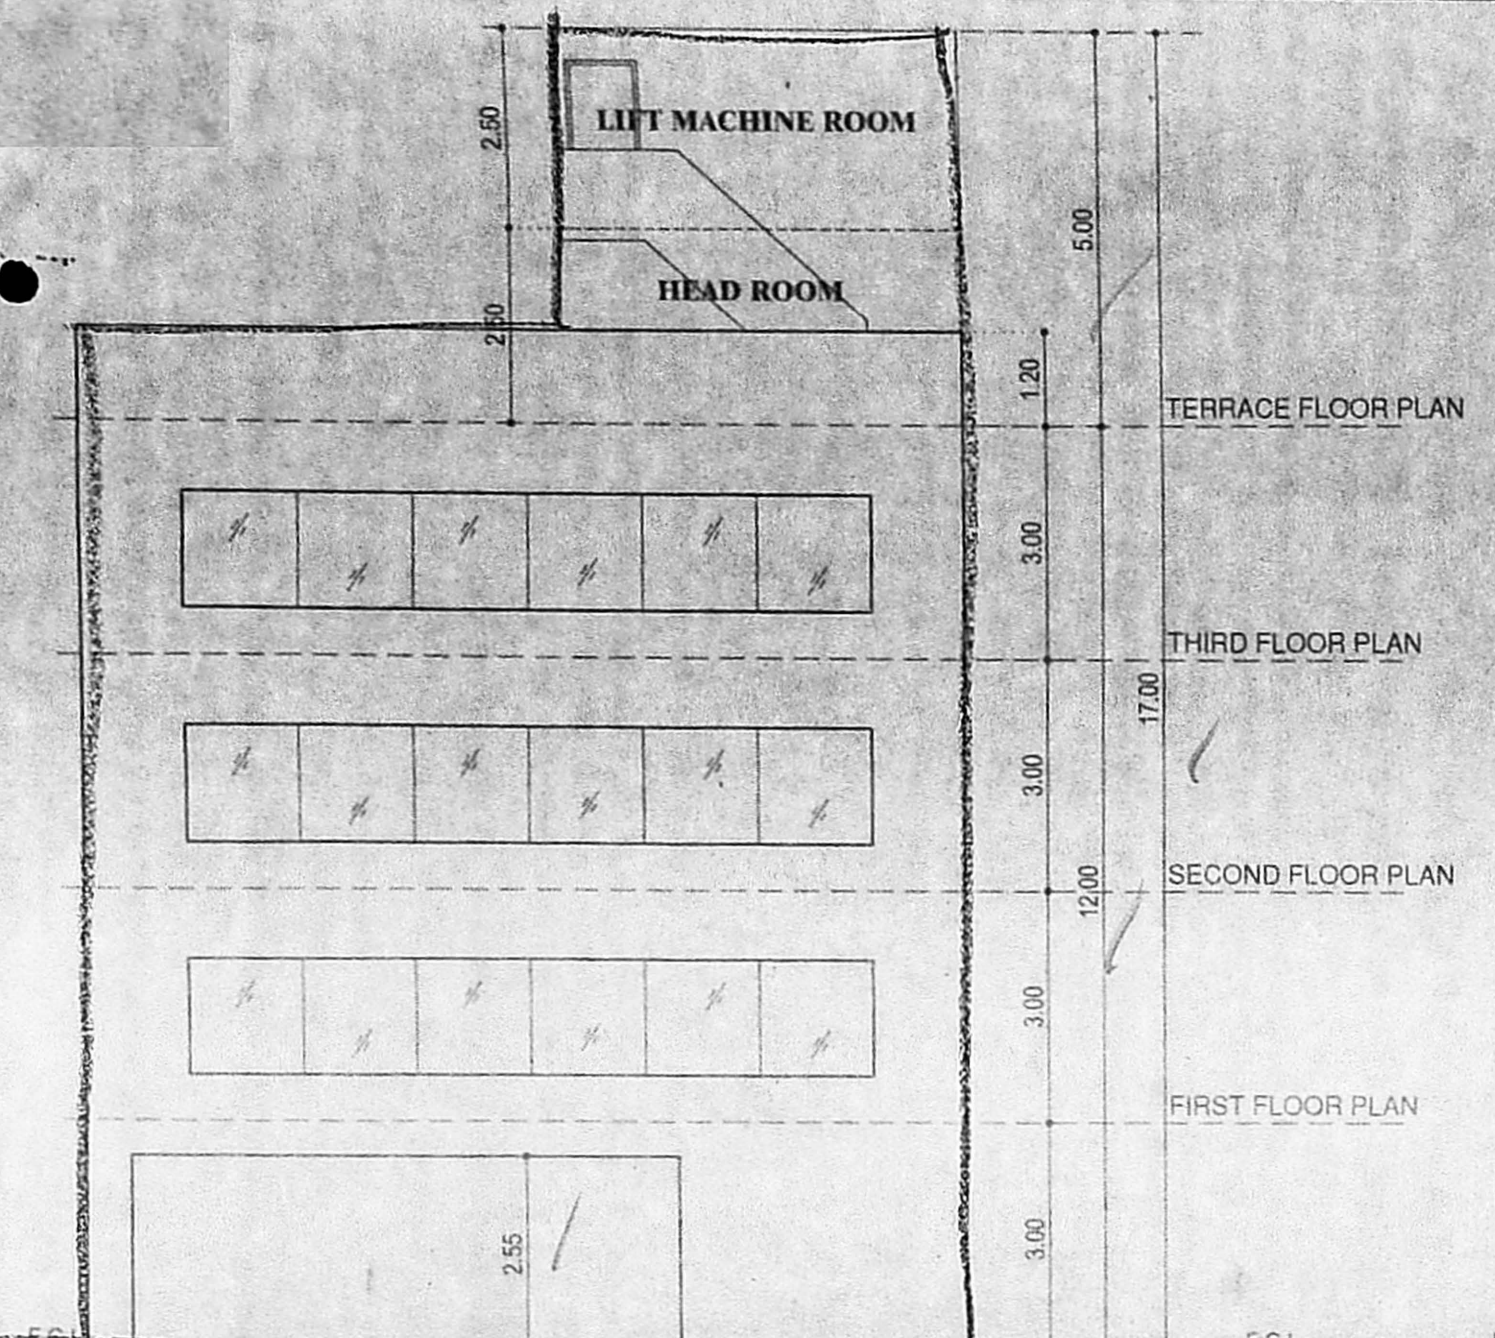 2.50
LIFT MACHINE ROOM
5.00
HEAD ROOM
2.50
1.20
TERRACE FLOOR PLAN
3.00
THIRD FLOOR PLAN
17.00
3.00
SECOND FLOOR PLAN
12.00
3.00
FIRST FLOOR PLAN
3.00
2.55